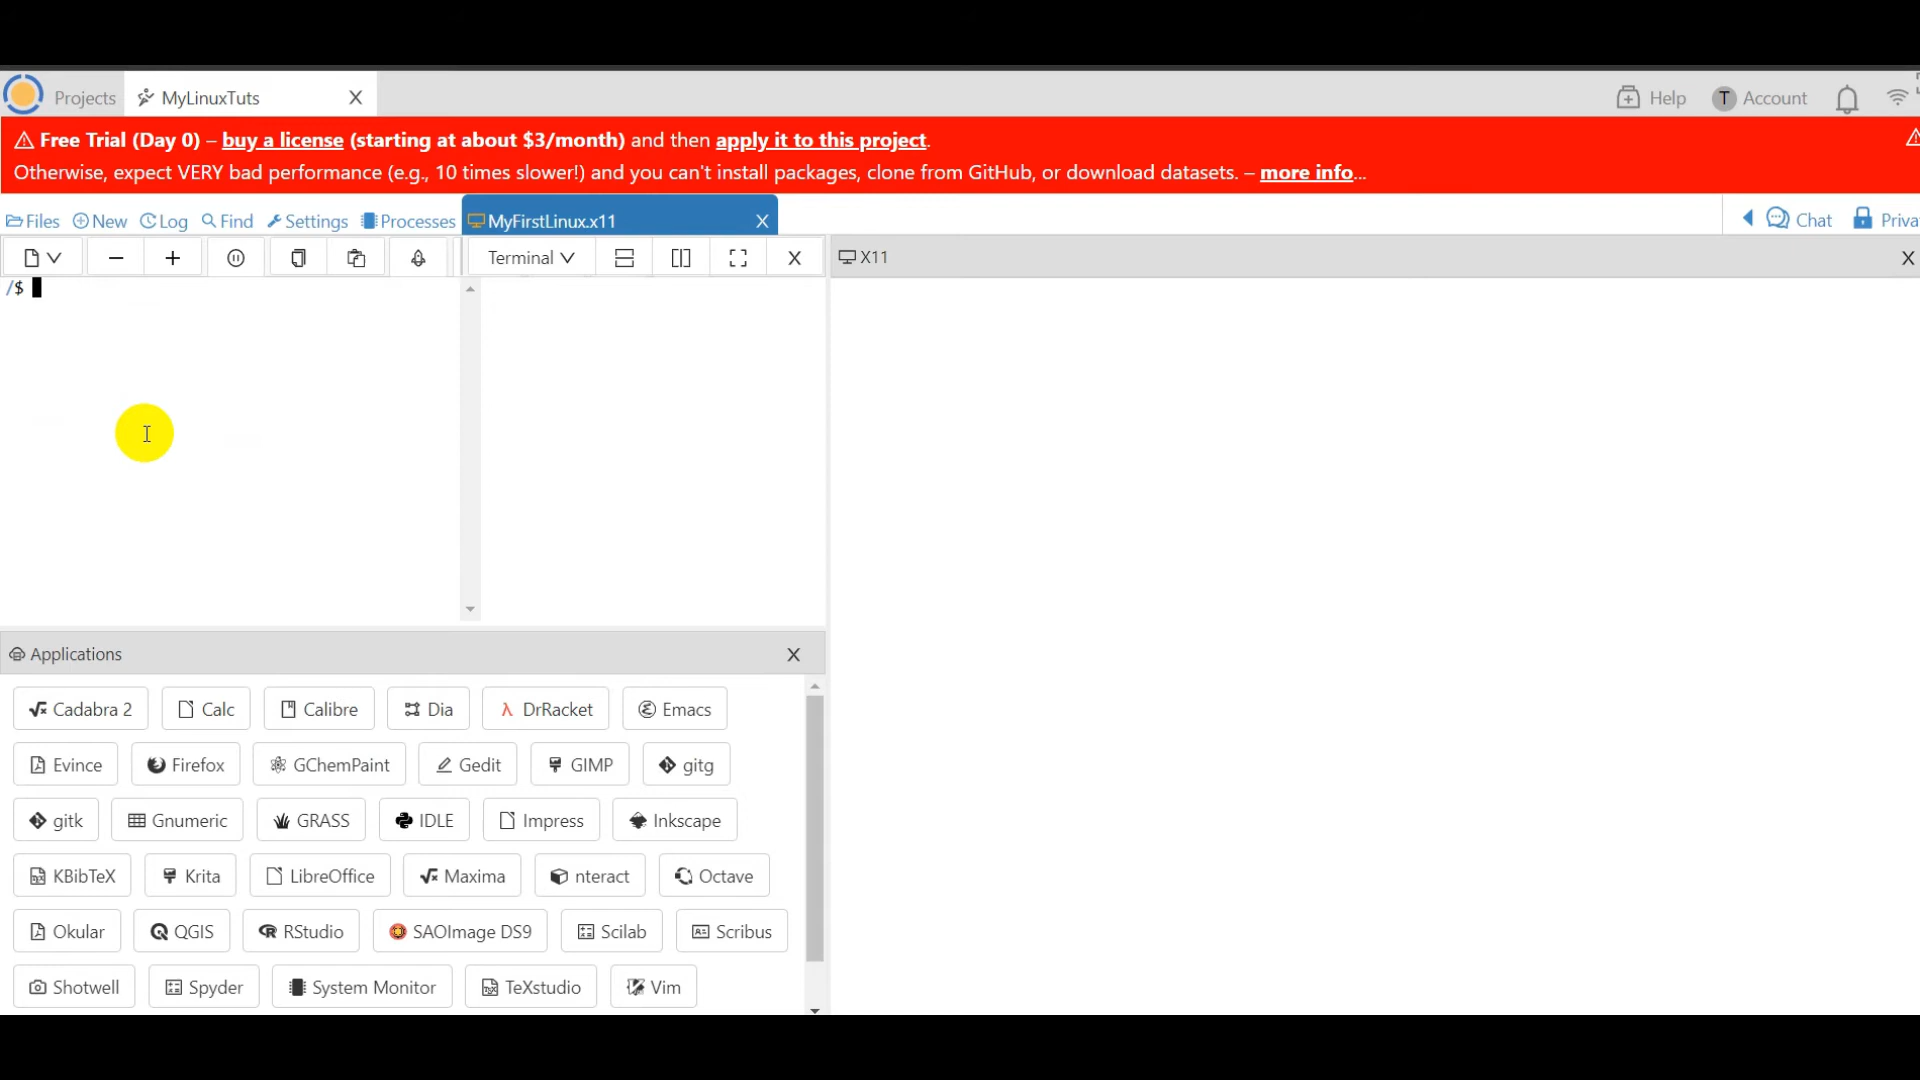 Projects MyLinuxTuts X Help T Account
Free Trial (Day 0) – buy a license (starting at about $3/month) and then apply it to this project.
Otherwise, expect VERY bad performance (e.g., 10 times slower!) and you can't install packages, clone from GitHub, or download datasets. – more info...
Files New Log Find Settings Processes MyFirstLinux.x11 X Chat Priva
Terminal X X11 X
/$
Applications X
Cadabra 2 Calc Calibre Dia DrRacket Emacs
Evince Firefox GChemPaint Gedit GIMP gitg
gitk Gnumeric GRASS IDLE Impress Inkscape
KBibTeX Krita LibreOffice Maxima nteract Octave
Okular QGIS RStudio SAOImage DS9 Scilab Scribus
Shotwell Spyder System Monitor TeXstudio Vim